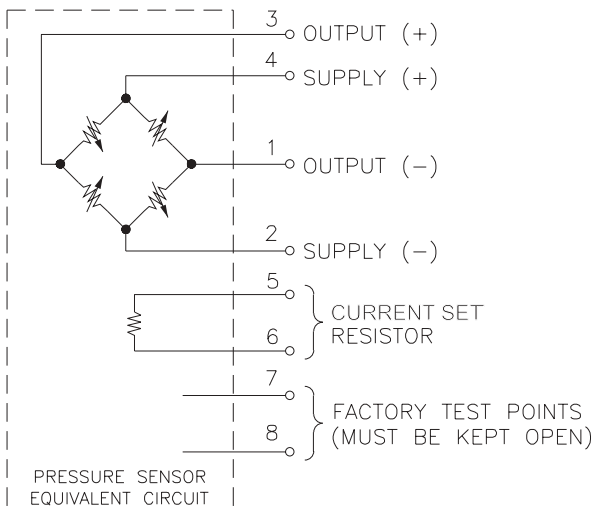 3 OUTPUT (+)
4 SUPPLY (+)
1 OUTPUT (-)
2 SUPPLY (-)
5
CURRENT SET
RESISTOR
6
7
FACTORY TEST POINTS
(MUST BE KEPT OPEN)
8
PRESSURE SENSOR
EQUIVALENT CIRCUIT